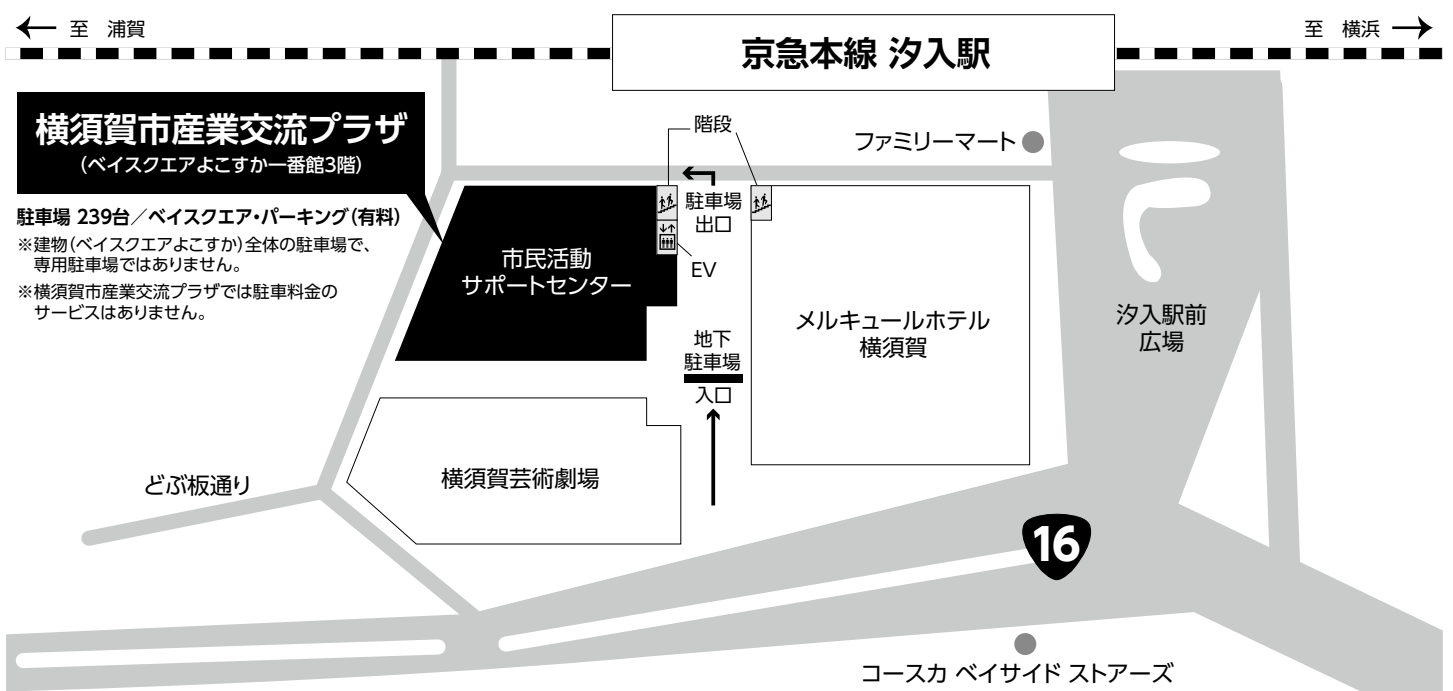 至 浦賀
京急本線 汐入駅
至 横浜
横須賀市産業交流プラザ
(ベイスクエアよこすか一番館3階)
駐車場 239台/ベイスクエア・パーキング(有料)
※建物(ベイスクエアよこすか)全体の駐車場で、
専用駐車場ではありません。
※横須賀市産業交流プラザでは駐車料金の
サービスはありません。
階段
ファミリーマート
駐車場
出口
EV
市民活動
サポートセンター
地下
駐車場
入口
メルキュールホテル
横須賀
汐入駅前
広場
横須賀芸術劇場
どぶ板通り
16
コースカ ベイサイド ストアーズ